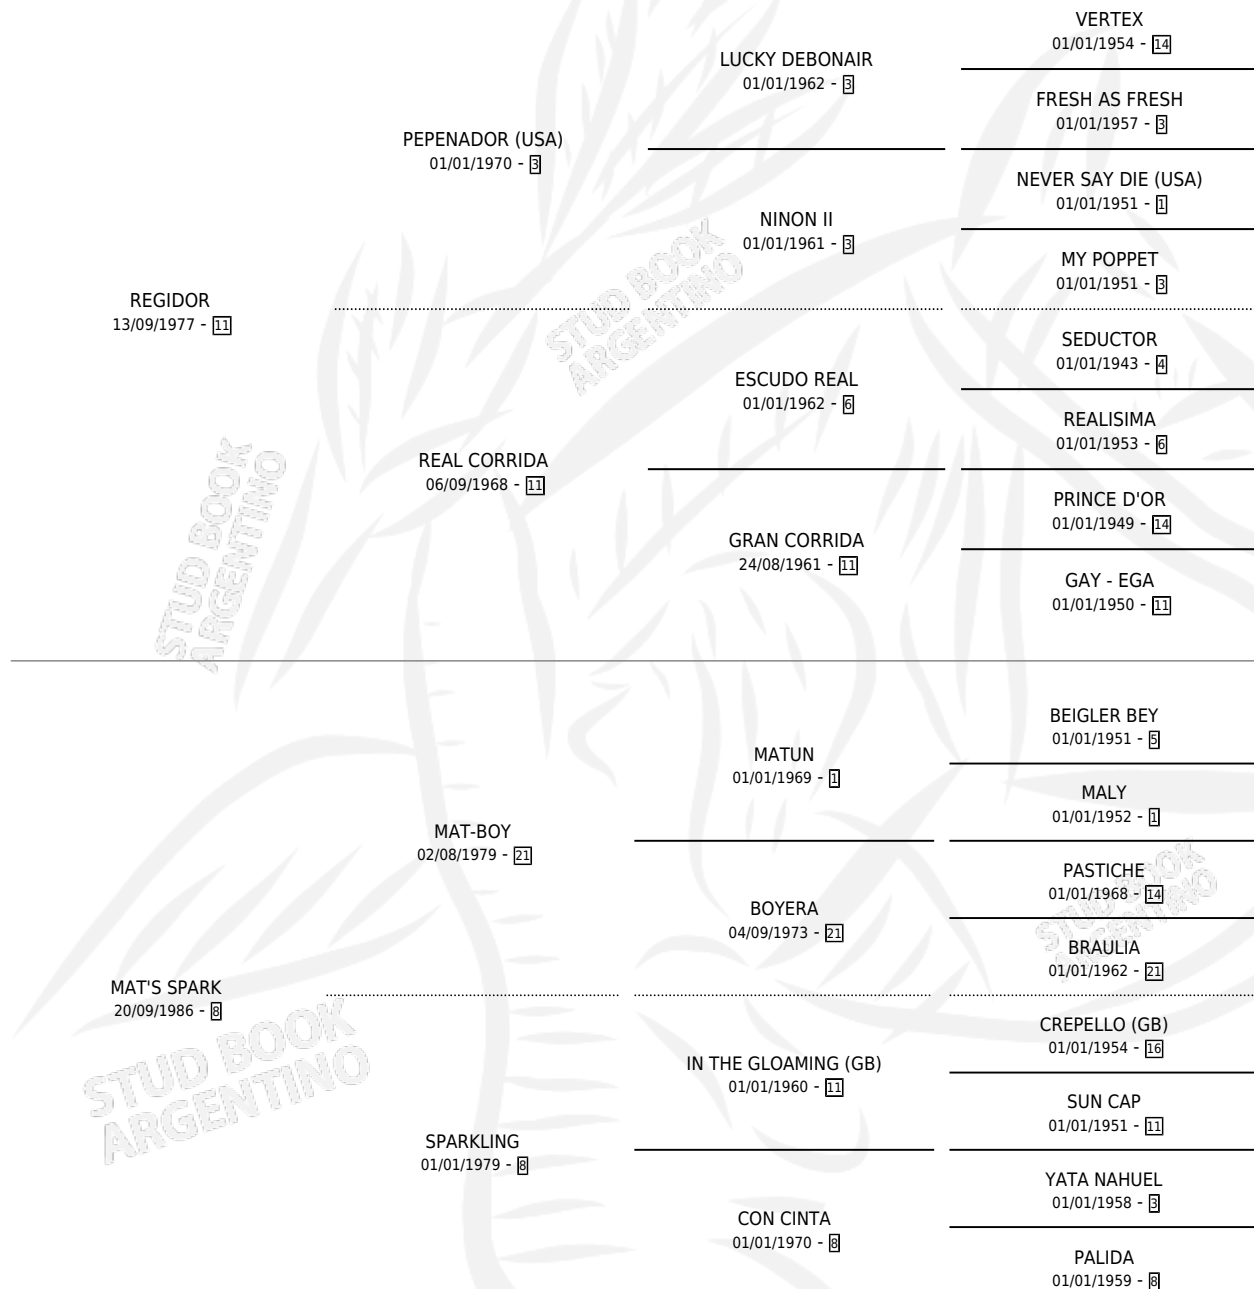 VERTEX
01/01/1954 - 14
LUCKY DEBONAIR
01/01/1962 - 3
FRESH AS FRESH
01/01/1957 - 3
PEPENADOR (USA)
01/01/1970 - 3
NEVER SAY DIE (USA)
01/01/1951 - 1
NINON II
01/01/1961 - 3
MY POPPET
01/01/1951 - 3
REGIDOR
13/09/1977 - 11
SEDUCTOR
01/01/1943 - 4
ESCUDO REAL
01/01/1962 - 6
REALISIMA
01/01/1953 - 6
REAL CORRIDA
06/09/1968 - 11
PRINCE D'OR
01/01/1949 - 14
GRAN CORRIDA
24/08/1961 - 11
GAY - EGA
01/01/1950 - 11
BEIGLER BEY
01/01/1951 - 5
MATUN
01/01/1969 - 1
MALY
01/01/1952 - 1
MAT-BOY
02/08/1979 - 21
PASTICHE
01/01/1968 - 14
BOYERA
04/09/1973 - 21
BRAULIA
01/01/1962 - 21
MAT'S SPARK
20/09/1986 - 8
CREPELLO (GB)
01/01/1954 - 16
IN THE GLOAMING (GB)
01/01/1960 - 11
SUN CAP
01/01/1951 - 11
SPARKLING
01/01/1979 - 8
YATA NAHUEL
01/01/1958 - 3
CON CINTA
01/01/1970 - 8
PALIDA
01/01/1959 - 8
STUD BOOK
ARGENTINO
STUD BOOK
ARGENTINO
STUD BOOK
ARGENTINO
STUD BOOK
ARGENTINO